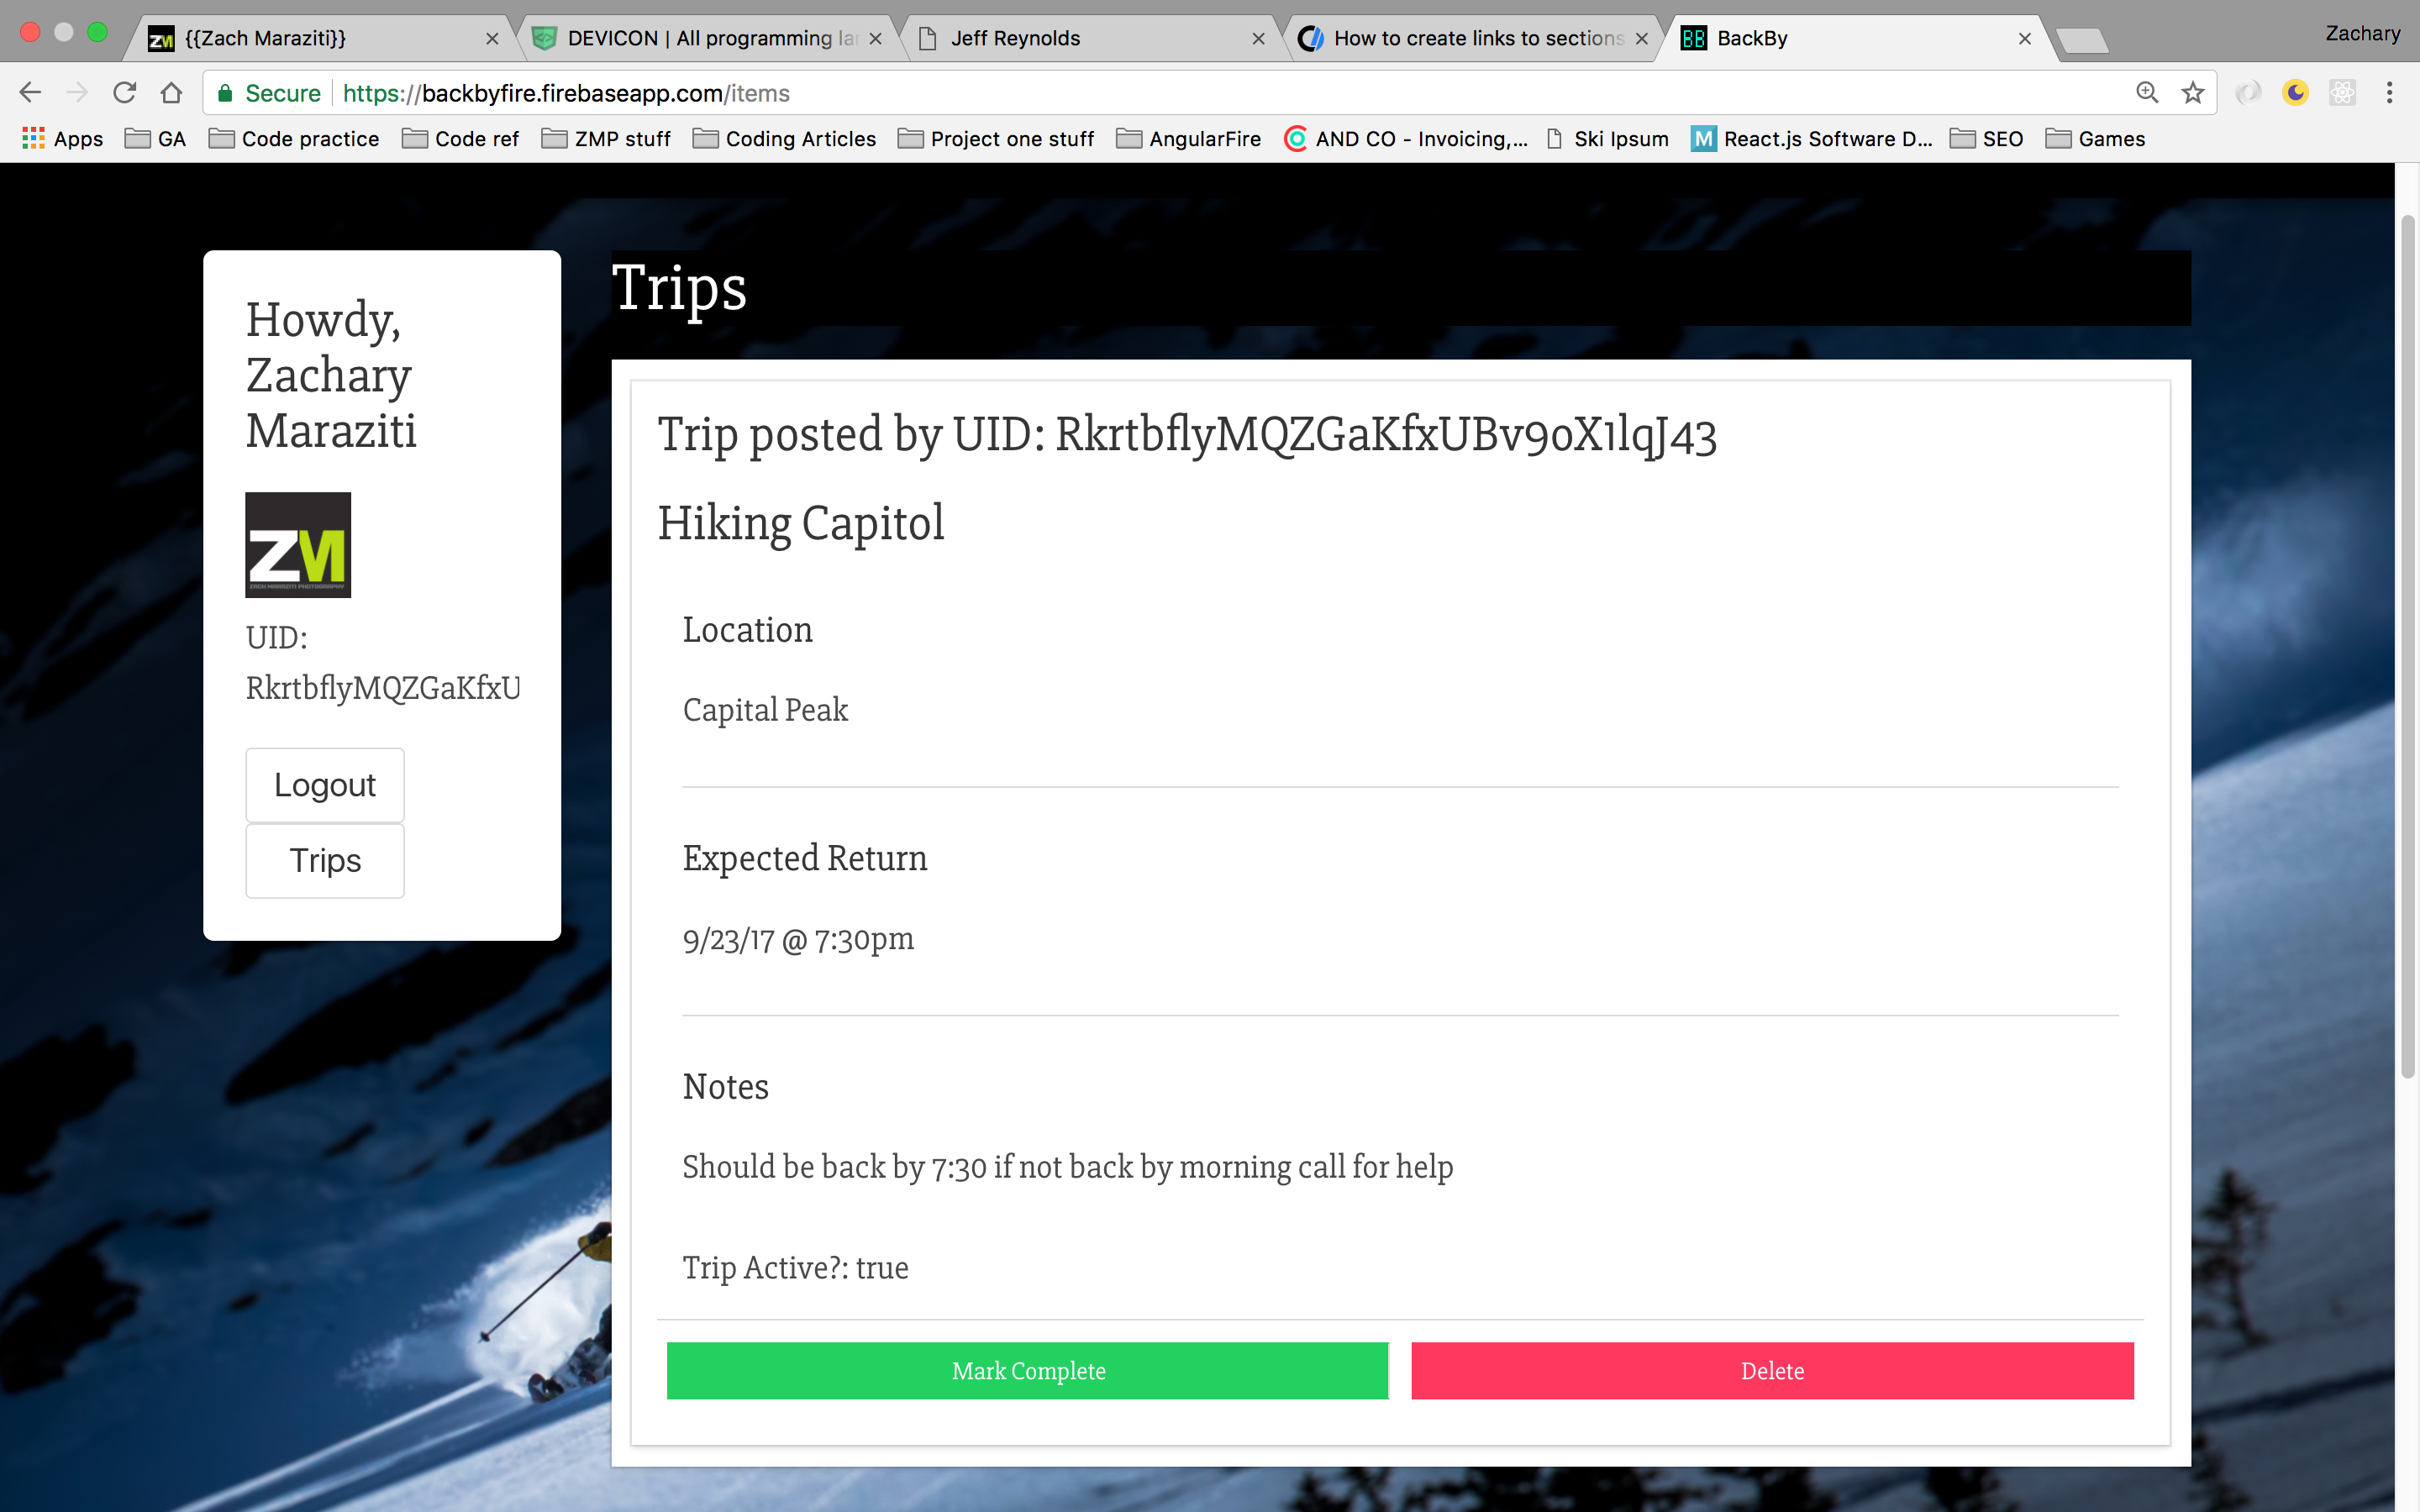 {{Zach Maraziti}}
DEVICON | All programming lan
Jeff Reynolds
How to create links to sections
BackBy
Zachary
Secure
https://backbyfire.firebaseapp.com/items
Apps
GA
Code practice
Code ref
ZMP stuff
Coding Articles
Project one stuff
AngularFire
AND CO - Invoicing,...
Ski Ipsum
React.js Software D...
SEO
Games
Howdy,
Zachary
Maraziti
ZM
ZACH MARAZITI PHOTOGRAPHY
UID:
RkrtbflyMQZGaKfxU
Logout
Trips
Trips
Trip posted by UID: RkrtbflyMQZGaKfxUBv9oX1lqJ43
Hiking Capitol
Location
Capital Peak
Expected Return
9/23/17 @ 7:30pm
Notes
Should be back by 7:30 if not back by morning call for help
Trip Active?: true
Mark Complete
Delete